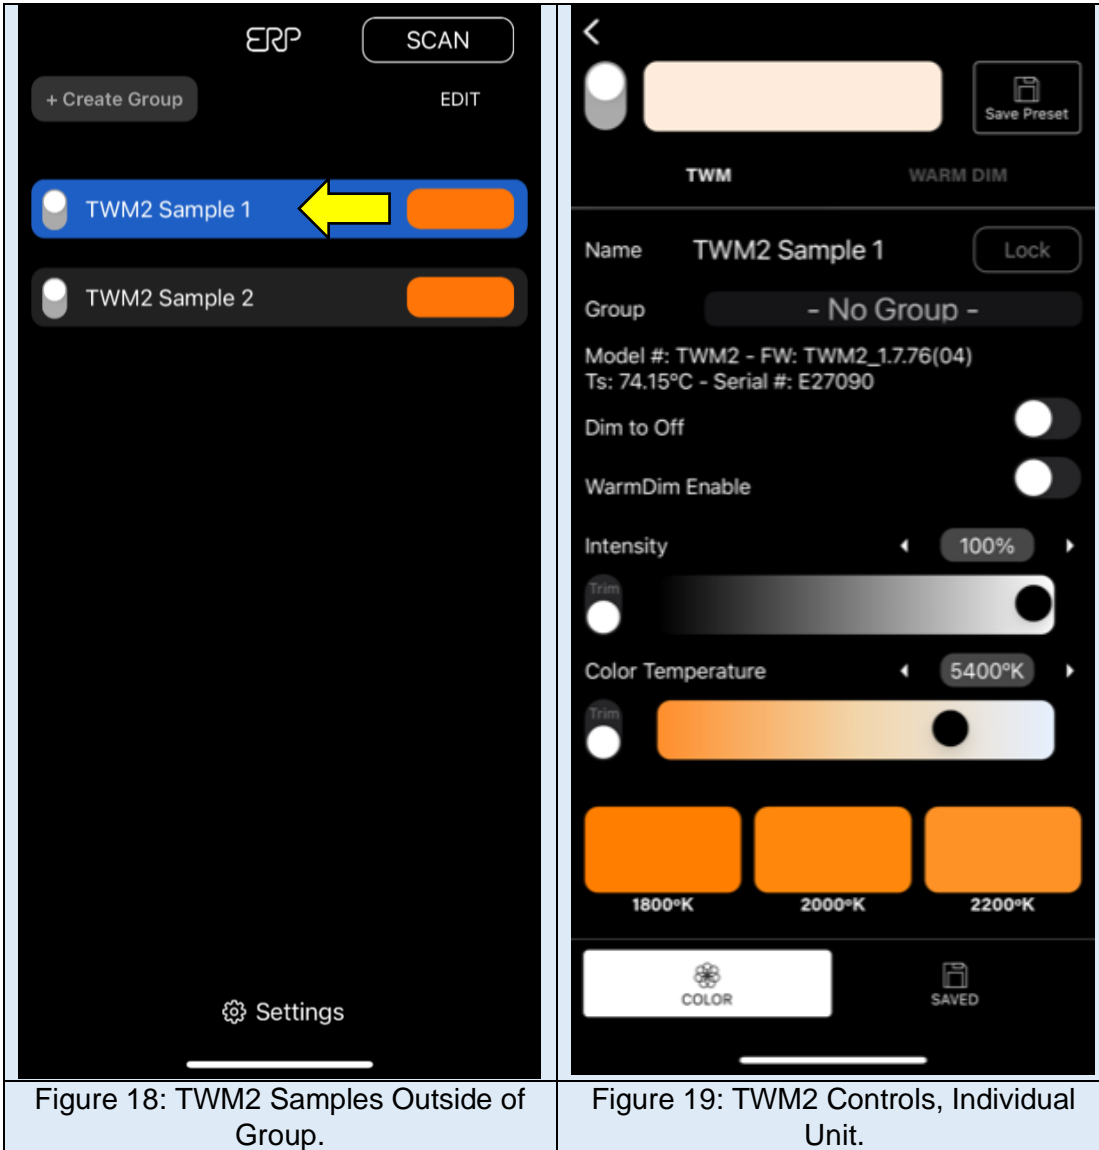 ERP
SCAN
+ Create Group
EDIT
TWM2 Sample 1
TWM2 Sample 2
Settings
Figure 18: TWM2 Samples Outside of
Group.
Save Preset
TWM
WARM DIM
Name
TWM2 Sample 1
Lock
Group
- No Group -
Model #: TWM2 - FW: TWM2_1.7.76(04)
Ts: 74.15°C - Serial #: E27090
Dim to Off
WarmDim Enable
Intensity
100%
Trim
Color Temperature
5400°K
Trim
1800°K
2000°K
2200°K
COLOR
SAVED
Figure 19: TWM2 Controls, Individual
Unit.